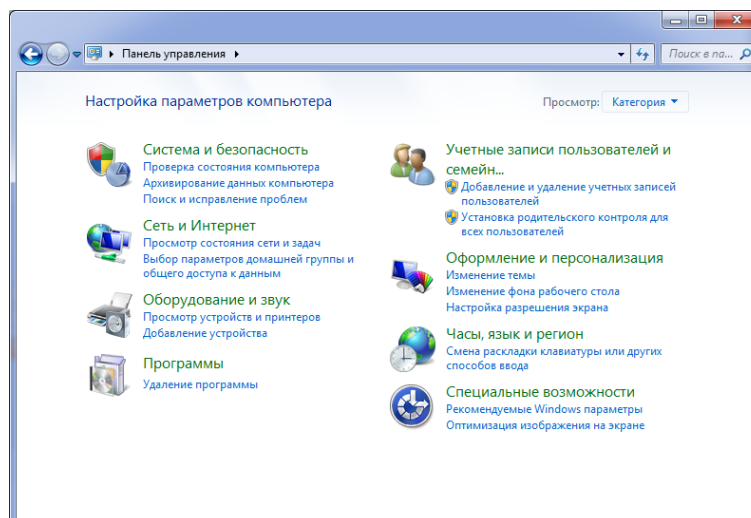 Панель управления
Поиск в па...
Настройка параметров компьютера
Просмотр: Категория
Система и безопасность
Проверка состояния компьютера
Архивирование данных компьютера
Поиск и исправление проблем
Сеть и Интернет
Просмотр состояния сети и задач
Выбор параметров домашней группы и
общего доступа к данным
Оборудование и звук
Просмотр устройств и принтеров
Добавление устройства
Программы
Удаление программы
Учетные записи пользователей и
семейн...
Добавление и удаление учетных записей
пользователей
Установка родительского контроля для
всех пользователей
Оформление и персонализация
Изменение темы
Изменение фона рабочего стола
Настройка разрешения экрана
Часы, язык и регион
Смена раскладки клавиатуры или других
способов ввода
Специальные возможности
Рекомендуемые Windows параметры
Оптимизация изображения на экране